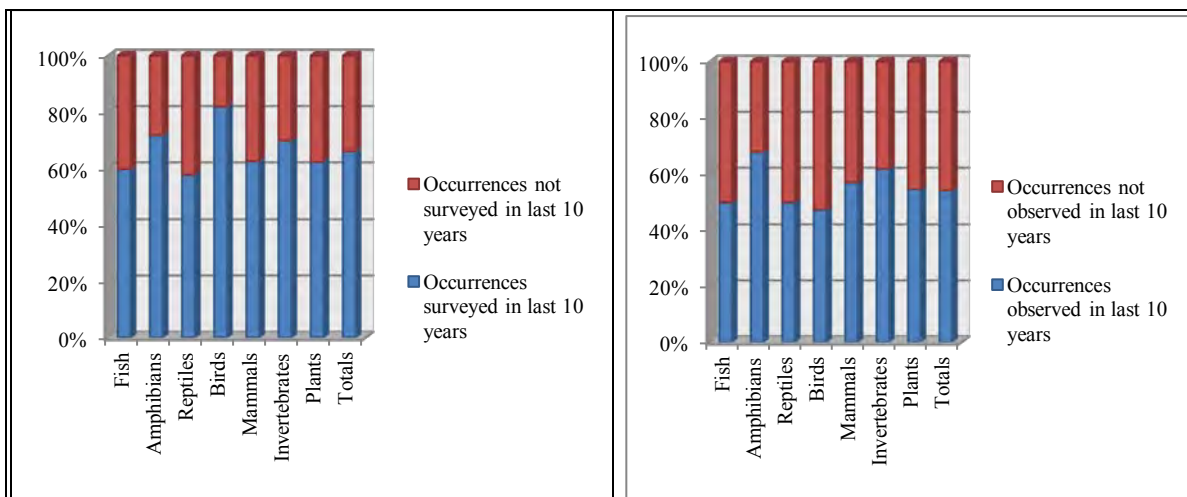 100%
80%
60%
40%
20%
0%
Fish
Amphibians
Reptiles
Birds
Mammals
Invertebrates
Plants
Totals
Occurrences not
surveyed in last 10
years
Occurrences
surveyed in last 10
years
100%
80%
60%
40%
20%
0%
Fish
Amphibians
Reptiles
Birds
Mammals
Invertebrates
Plants
Totals
Occurrences not
observed in last 10
years
Occurrences
observed in last 10
years